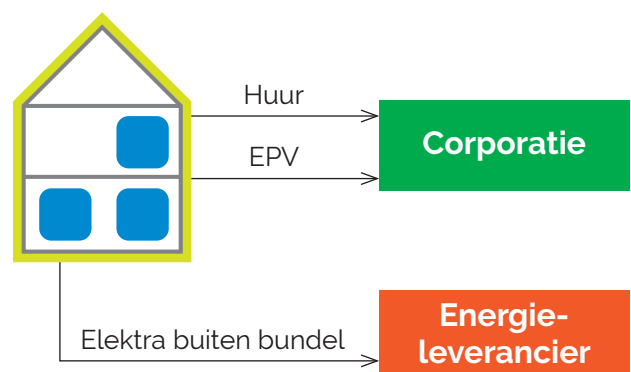 Huur
EPV
Corporatie
Elektra buiten bundel
Energie-
leverancier